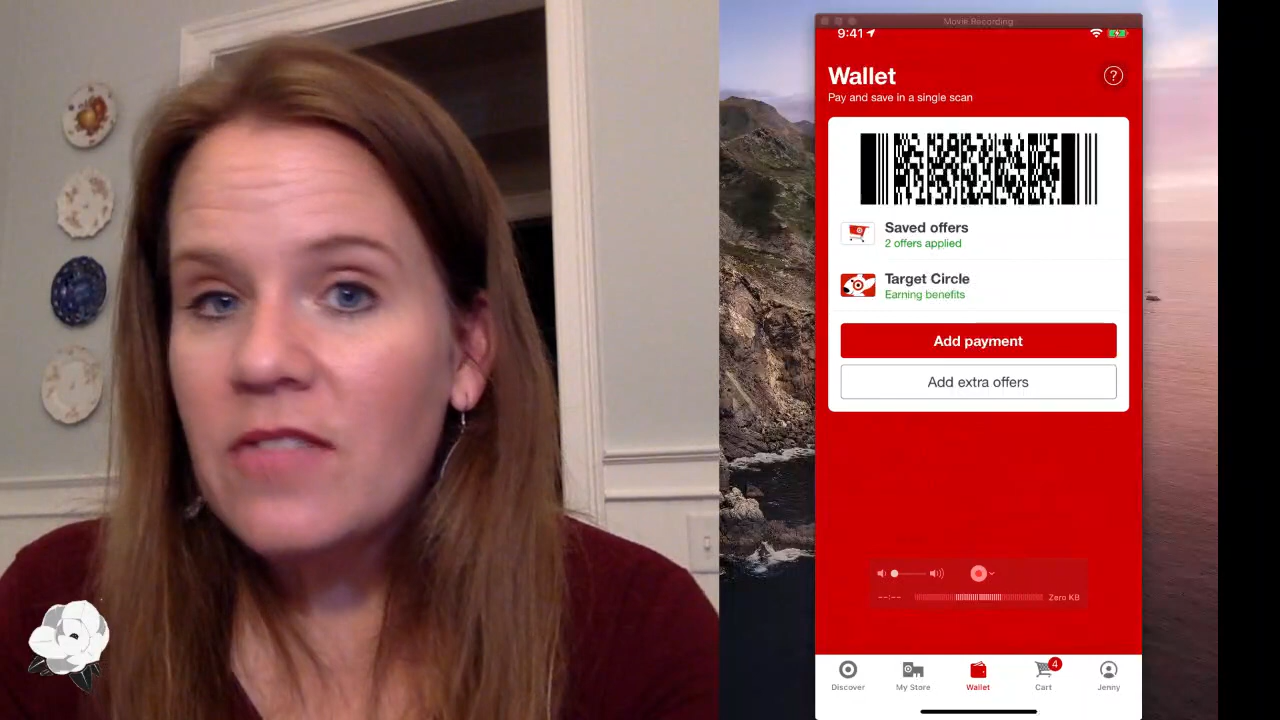 Movie Recording
9:41
Wallet
?
Pay and save in a single scan
Saved offers
2 offers applied
Target Circle
Earning benefits
Add payment
Add extra offers
--:--
Zero KB
4
Discover
My Store
Wallet
Cart
Jenny